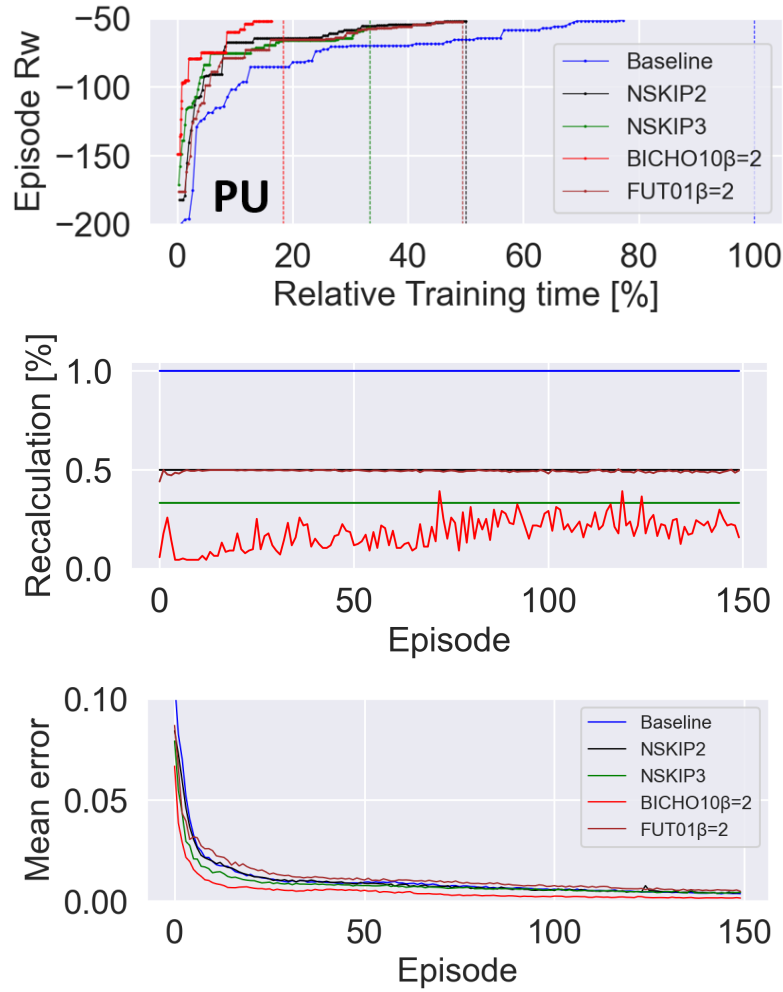 −50
−100
−150
−200
Episode Rw
PU
Baseline
NSKIP2
NSKIP3
BICHO10β=2
FUT01β=2
0 20 40 60 80 100
Relative Training time [%]
Recalculation [%]
1.0
0.5
0.0
0 50 100 150
Episode
Mean error
0.10
0.05
0.00
Baseline
NSKIP2
NSKIP3
BICHO10β=2
FUT01β=2
0 50 100 150
Episode